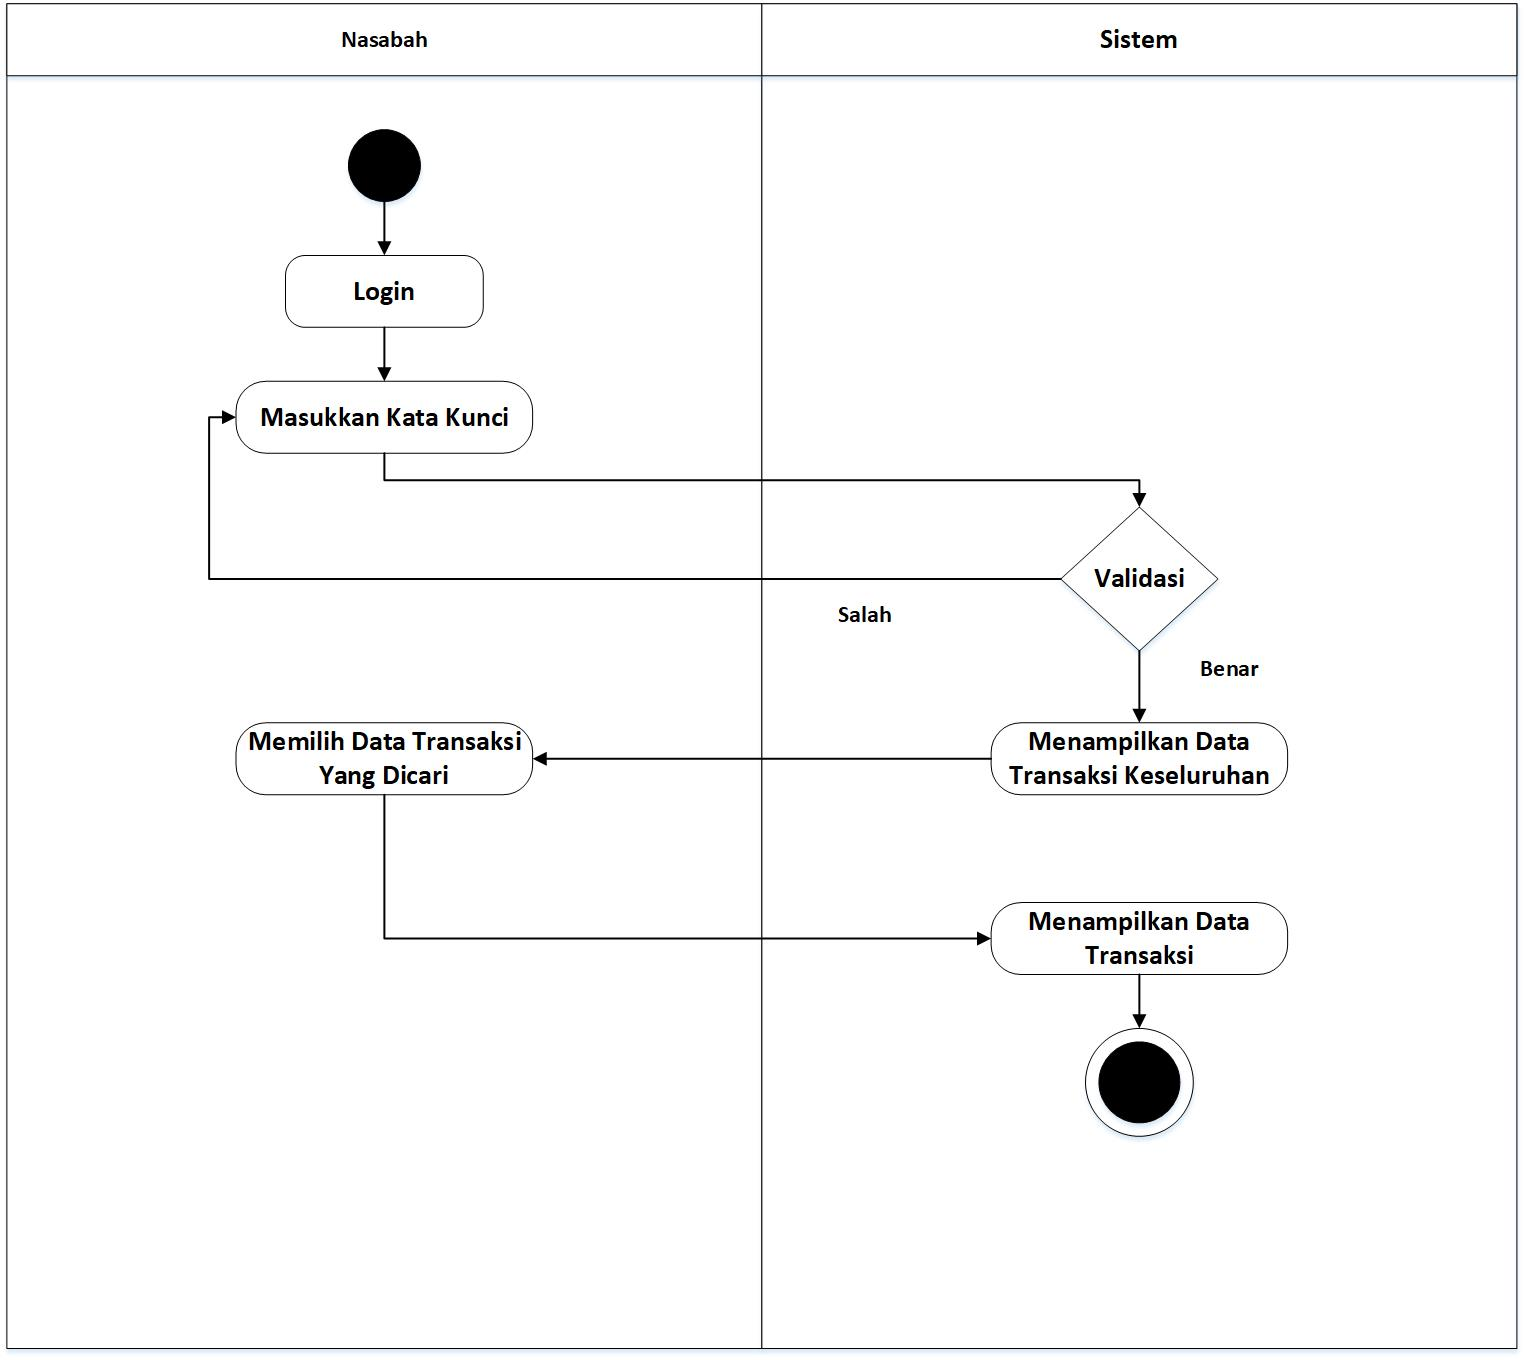 Nasabah
Sistem
Login
Masukkan Kata Kunci
Validasi
Salah
Benar
Memilih Data Transaksi
Yang Dicari
Menampilkan Data
Transaksi Keseluruhan
Menampilkan Data
Transaksi